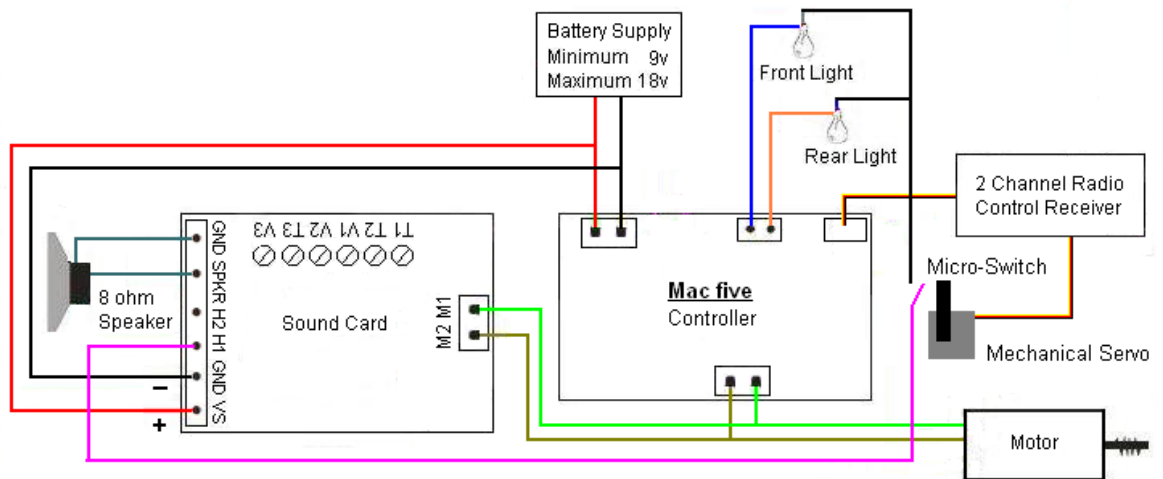 Battery Supply
Minimum 9v
Maximum 18v
Front Light
Rear Light
2 Channel Radio
Control Receiver
Micro-Switch
Mechanical Servo
Mac five
Controller
Motor
V3 T3 V2 V1 T2 T1
GND SPKR H2 H1 GND VS
8 ohm
Speaker
Sound Card
M2 M1
−
+